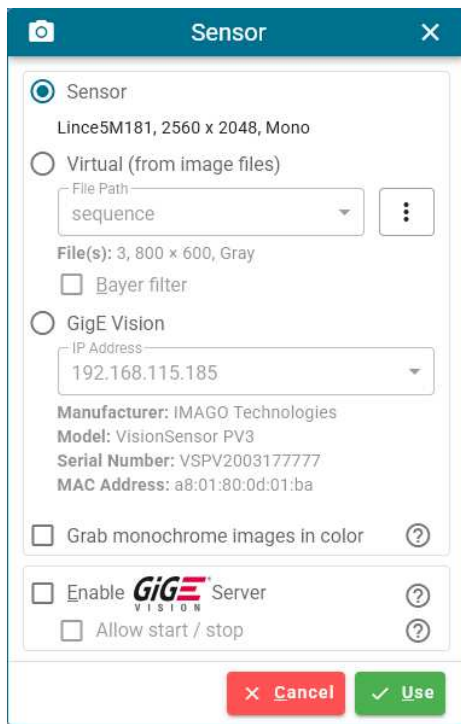 Sensor
Sensor
Lince5M181, 2560 x 2048, Mono
Virtual (from image files)
File Path
sequence
File(s): 3, 800 × 600, Gray
Bayer filter
GigE Vision
IP Address
192.168.115.185
Manufacturer: IMAGO Technologies
Model: VisionSensor PV3
Serial Number: VSPV2003177777
MAC Address: a8:01:80:0d:01:ba
Grab monochrome images in color
Enable GiGE VISION Server
Allow start / stop
Cancel Use